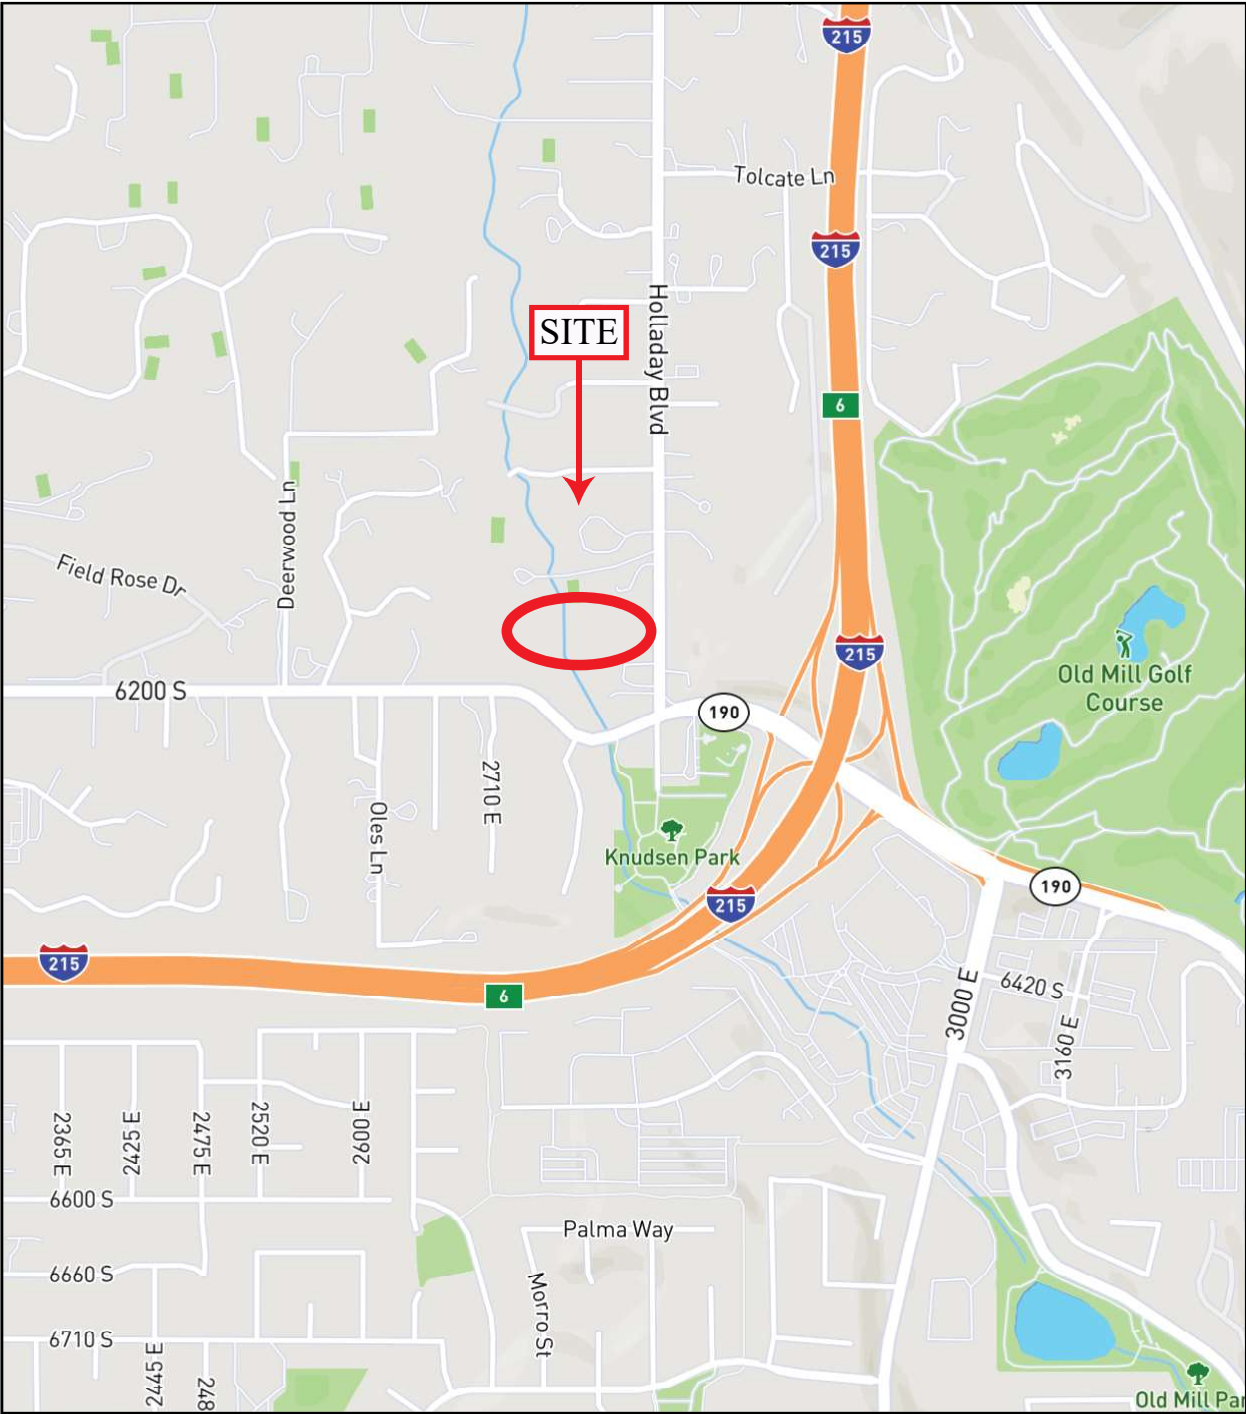 215
Tolcate Ln
215
Holladay Blvd
SITE
6
Deerwood Ln
Field Rose Dr
215
Old Mill Golf
Course
6200 S
190
2710 E
Oles Ln
Knudsen Park
190
215
215
6
6420 S
3000 E
3160 E
2365 E
2425 E
2475 E
2520 E
2600 E
6600 S
Palma Way
6660 S
Morro St
6710 S
2445 E
248
Old Mill Par